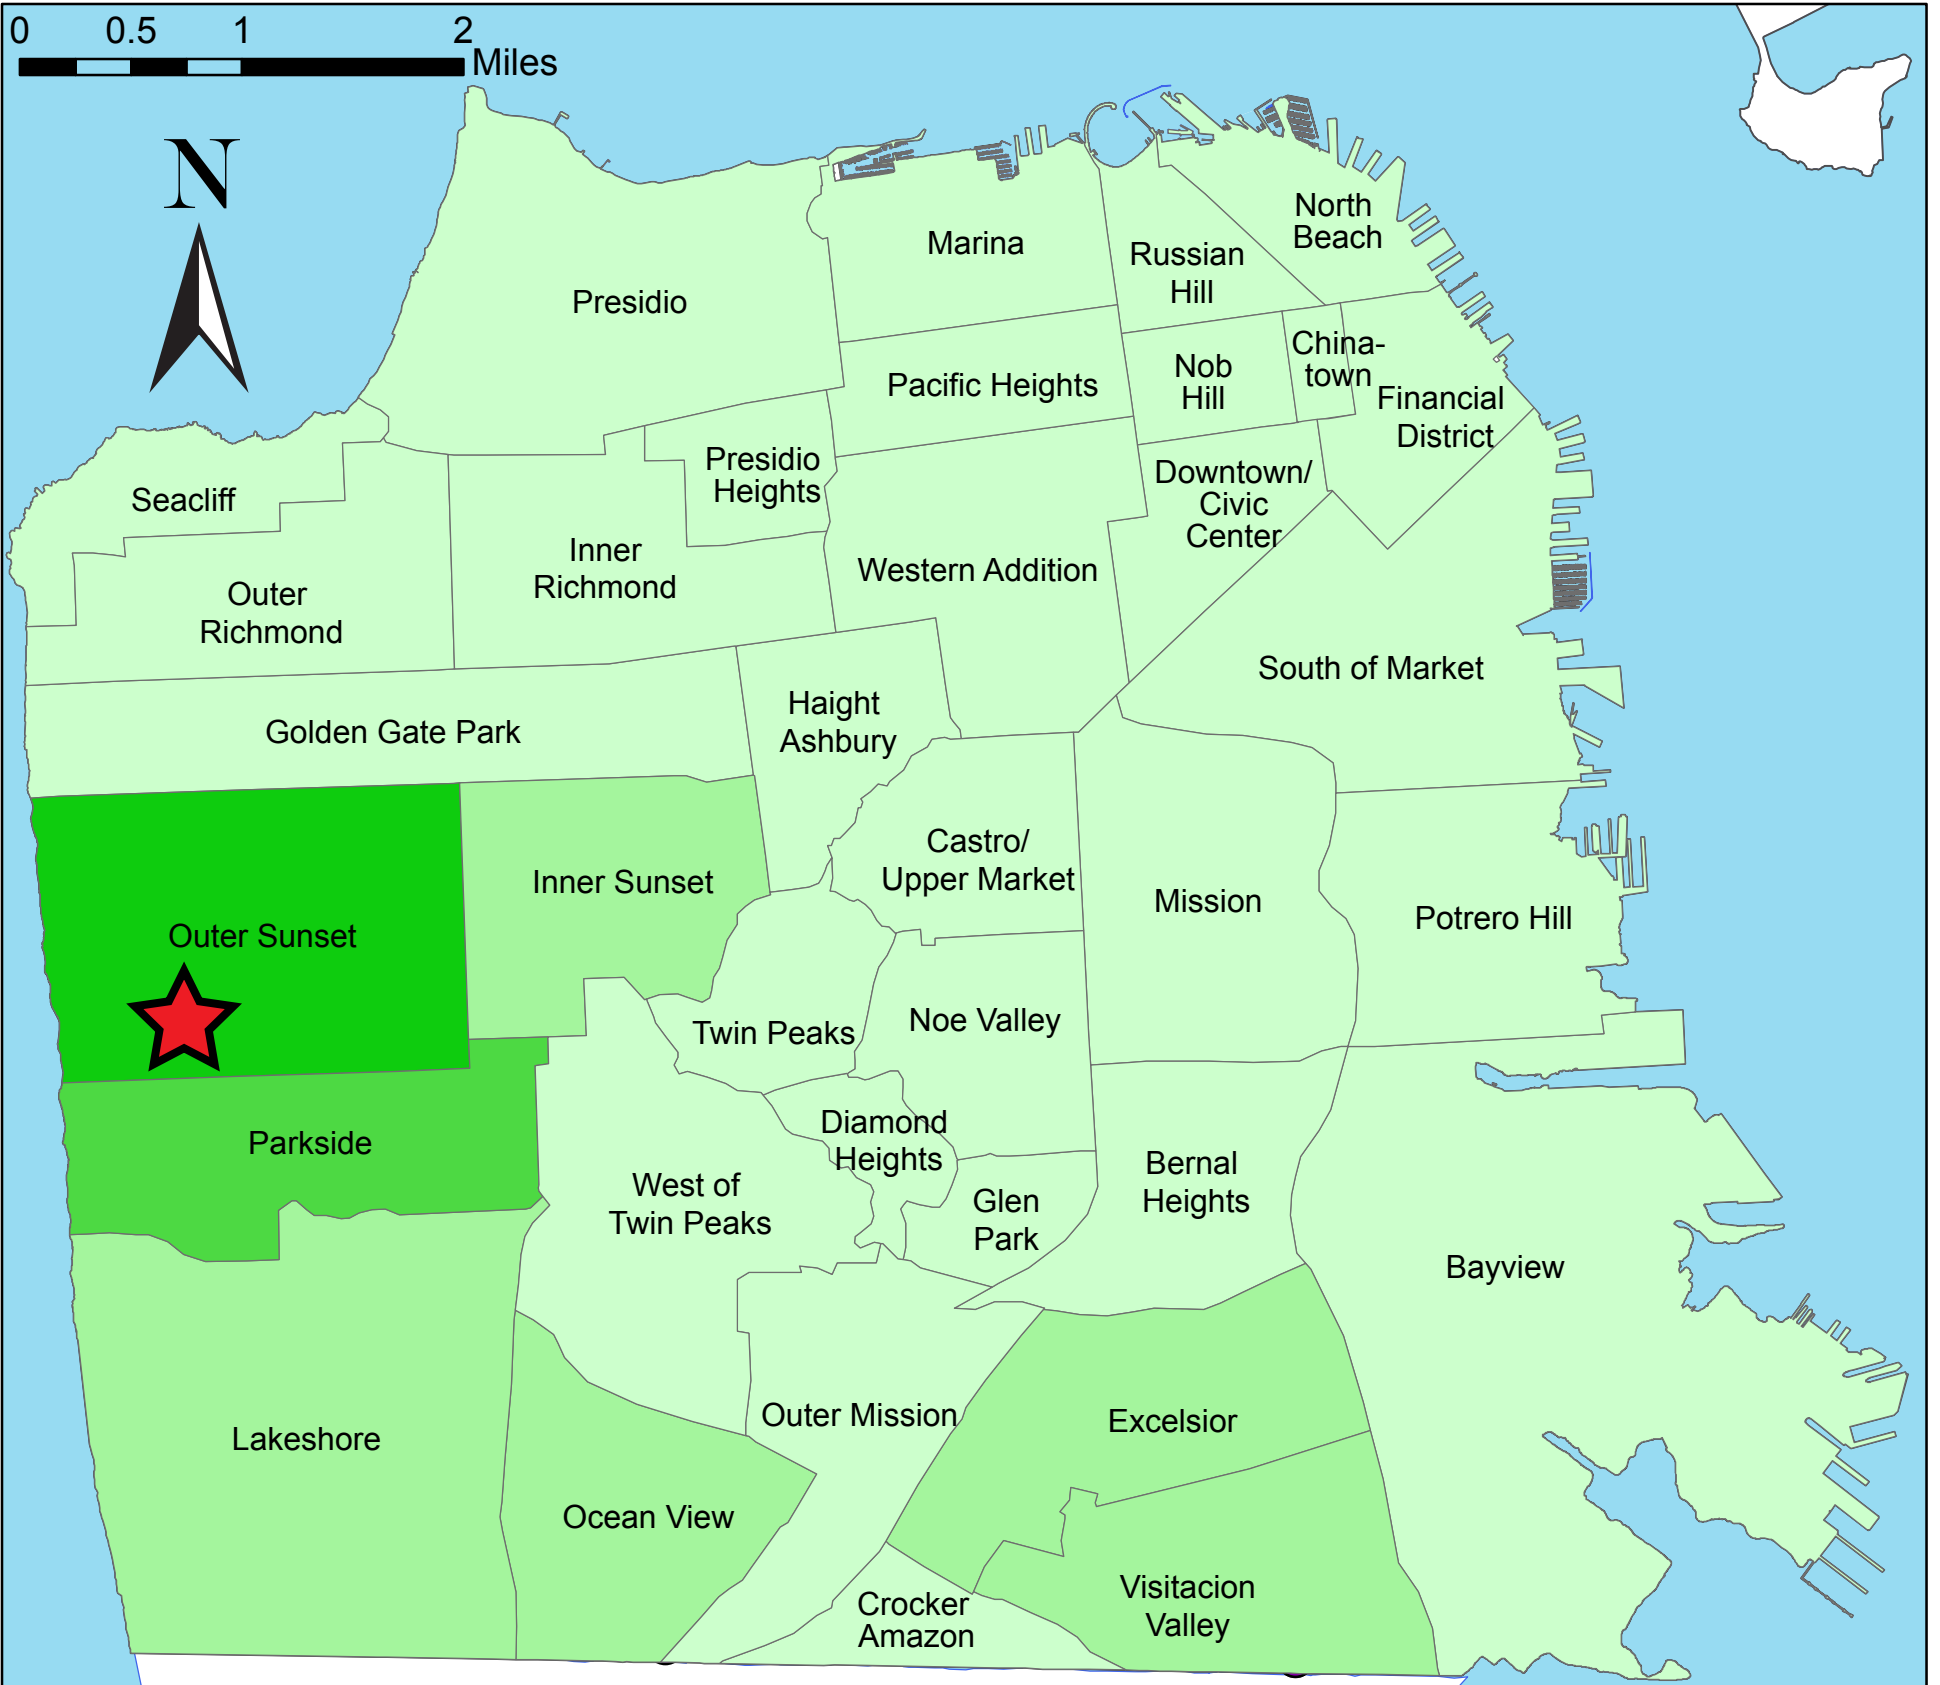 0 0.5 1 2
Miles
N
North
Beach
Marina
Russian
Hill
Presidio
China-
town
Nob
Hill
Pacific Heights
Financial
District
Presidio
Heights
Downtown/
Civic
Center
Seacliff
Inner
Richmond
Western Addition
Outer
Richmond
South of Market
Golden Gate Park
Haight
Ashbury
Castro/
Upper Market
Inner Sunset
Mission
Potrero Hill
Outer Sunset
Twin Peaks
Noe Valley
Parkside
Diamond
Heights
West of
Twin Peaks
Glen
Park
Bernal
Heights
Bayview
Lakeshore
Outer Mission
Excelsior
Ocean View
Crocker
Amazon
Visitacion
Valley